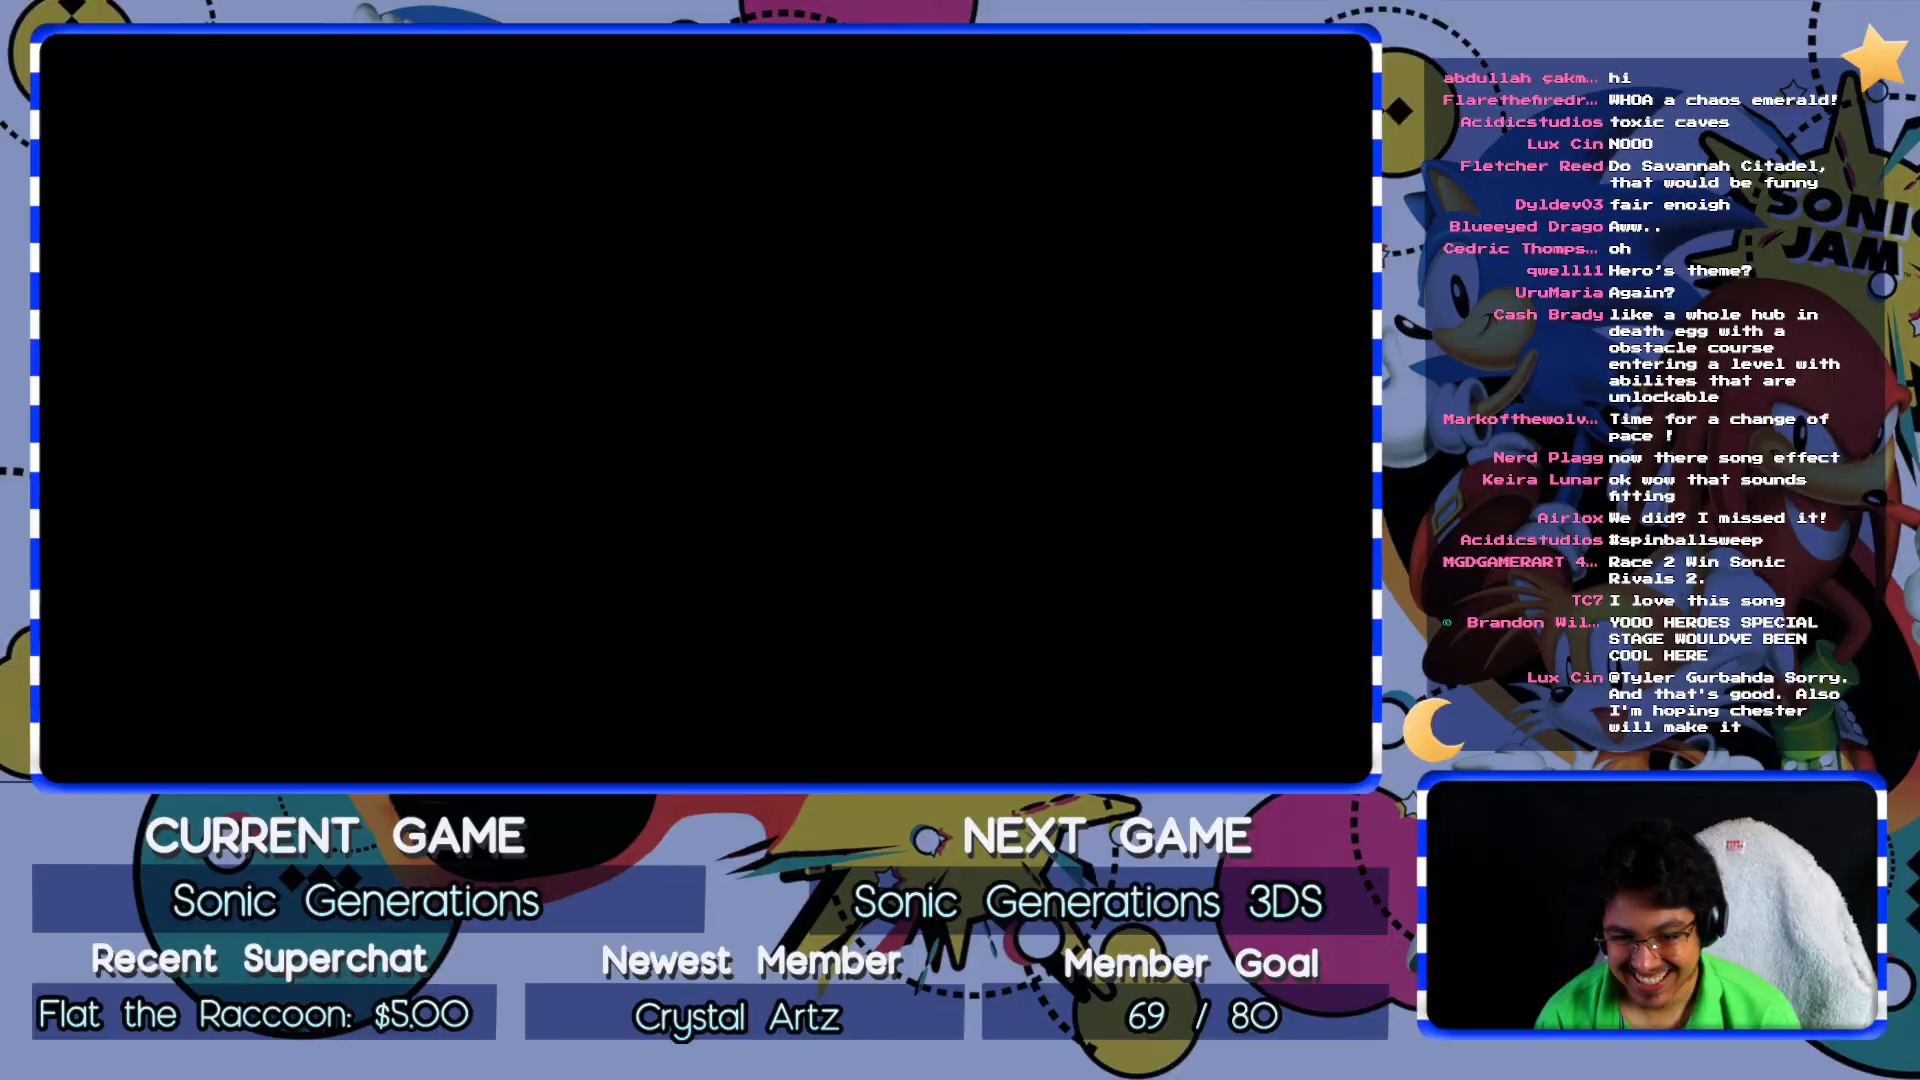 abdullah çakm… hi
Flarethefiredr… WHOA a chaos emerald!
Acidicstudios toxic caves
Lux Cin NOOO
Fletcher Reed Do Savannah Citadel,
that would be funny
Dyldev03 fair enoigh
Blueeyed Drago Aww..
Cedric Thomps… oh
qwell11 Hero's theme?
UruMaria Again?
Cash Brady like a whole hub in
death egg with a
obstacle course
entering a level with
abilites that are
unlockable
Markofthewolv… Time for a change of
pace !
Nerd Plagg now there song effect
Keira Lunar ok wow that sounds
fitting
Airlox We did? I missed it!
Acidicstudios #spinballsweep
MGDGAMERART 4… Race 2 Win Sonic
Rivals 2.
TC7 I love this song
Brandon Wil… YOOO HEROES SPECIAL
STAGE WOULDVE BEEN
COOL HERE
Lux Cin @Tyler Gurbahda Sorry.
And that's good. Also
I'm hoping chester
will make it
SONIC
JAM
CURRENT GAME
Sonic Generations
NEXT GAME
Sonic Generations 3DS
Recent Superchat
Flat the Raccoon: $5.00
Newest Member
Crystal Artz
Member Goal
69 / 80